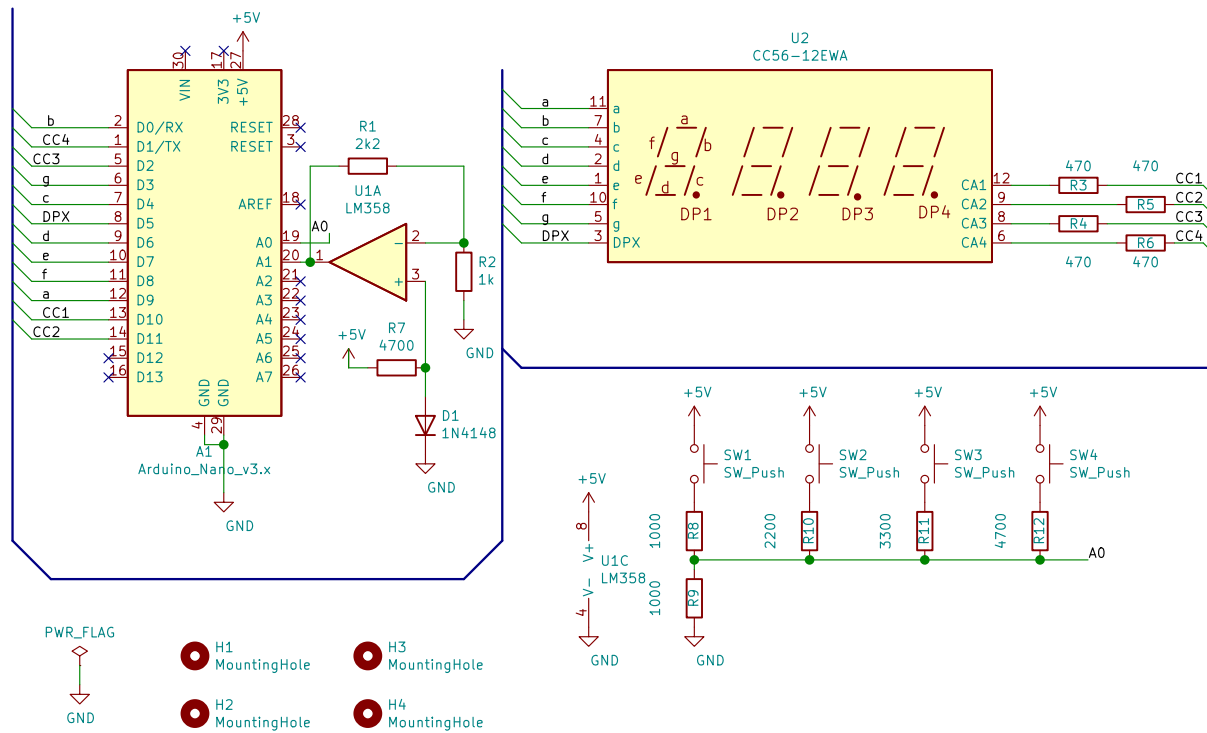 +5V
30
17
27
VIN
3V3
+5V
b 2 D0/RX RESET 28
CC4 1 D1/TX RESET 3
CC3 5 D2
g 6 D3
c 7 D4 AREF 18
DPX 8 D5
d 9 D6 A0 19 A0
e 10 D7 A1 20
f 11 D8 A2 21
a 12 D9 A3 22
CC1 13 D10 A4 23
CC2 14 D11 A5 24
15 D12 A6 25
16 D13 A7 26
GND
GND
4
29
A1
Arduino_Nano_v3.x
GND
R1
2k2
U1A
LM358
1
2
3
−
+
R2
1k
GND
+5V
R7
4700
D1
1N4148
GND
U2
CC56-12EWA
a 11 a
b 7 b
c 4 c
d 2 d
e 1 e
f 10 f
g 5 g
DPX 3 DPX
a
f
b
g
e
d
c
DP1
DP2
DP3
DP4
470
470
CA1 12 R3 CC1
CA2 9 R5 CC2
CA3 8 R4 CC3
CA4 6 R6 CC4
470
470
+5V
+5V
+5V
+5V
SW1
SW_Push
SW2
SW_Push
SW3
SW_Push
SW4
SW_Push
1000
R8
2200
R10
3300
R11
4700
R12
A0
1000
R9
GND
+5V
8
V+
U1C
LM358
V-
4
GND
PWR_FLAG
GND
H1
MountingHole
H3
MountingHole
H2
MountingHole
H4
MountingHole